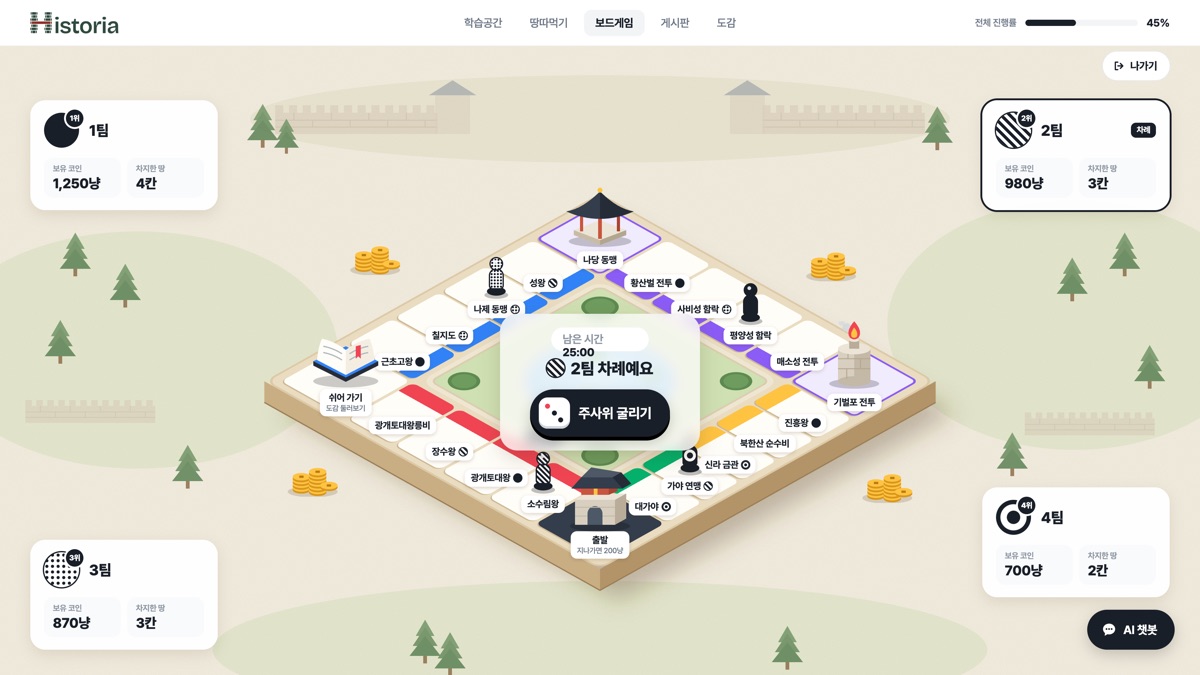 Historia
학습공간
땅따먹기
보드게임
게시판
도감
전체 진행률
45%
나가기
1위
1팀
보유 코인
1,250냥
차지한 땅
4칸
2위
2팀
차례
보유 코인
980냥
차지한 땅
3칸
나당 동맹
성왕
황산벌 전투
나제 동맹
사비성 함락
칠지도
평양성 함락
근초고왕
매소성 전투
쉬어 가기
도감 둘러보기
기벌포 전투
남은 시간
25:00
2팀 차례예요
주사위 굴리기
광개토대왕릉비
진흥왕
장수왕
북한산 순수비
광개토대왕
신라 금관
소수림왕
가야 연맹
대가야
출발
지나가면 200냥
3위
3팀
보유 코인
870냥
차지한 땅
3칸
4위
4팀
보유 코인
700냥
차지한 땅
2칸
AI 챗봇